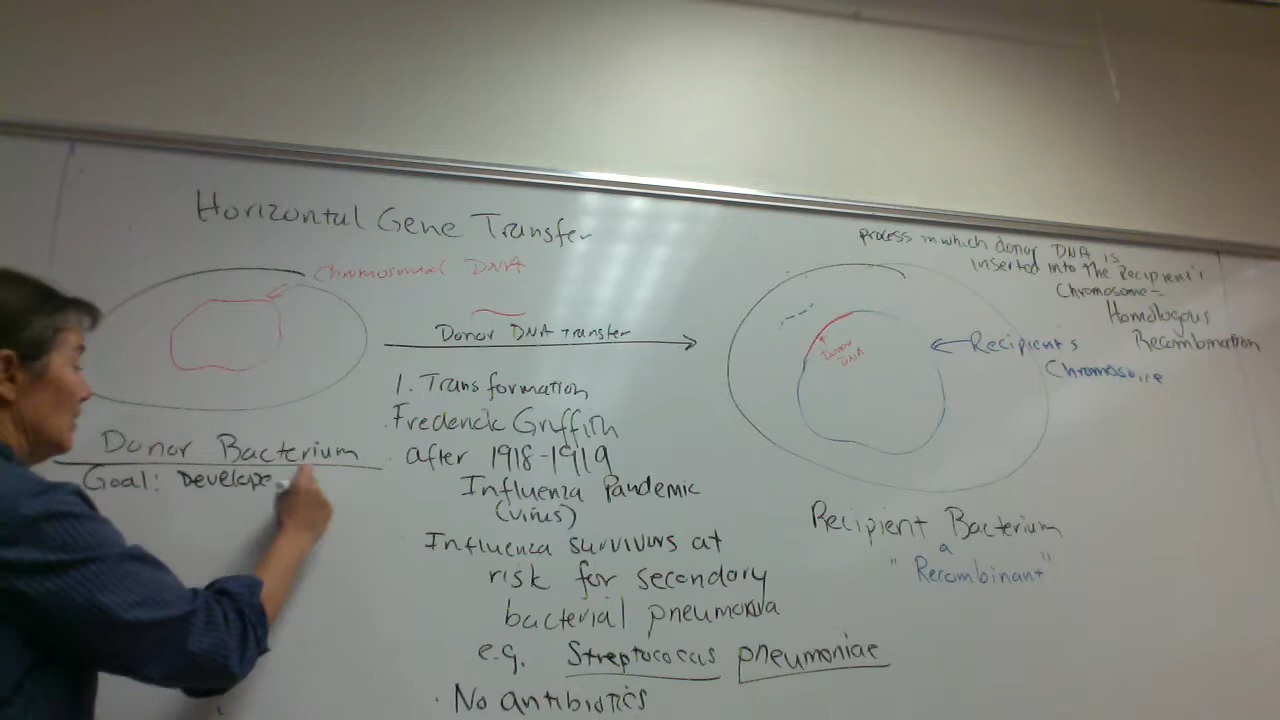 Horizontal Gene Transfer
Chromosomal DNA
Donor DNA transfer
process in which donor DNA is
inserted into the Recipient's
Chromosome =
Homologous
Recombination
Donor
DNA
Recipient's
Chromosome
1. Transformation
Frederick Griffith
Donor Bacterium
· after 1918-1919
Goal: Develope
Influenza Pandemic
(virus)
Influenza survivors at
risk for secondary
bacterial pneumonia
e.g. Streptococcus pneumoniae
· No antibiotics
Recipient Bacterium
a
"Recombinant"